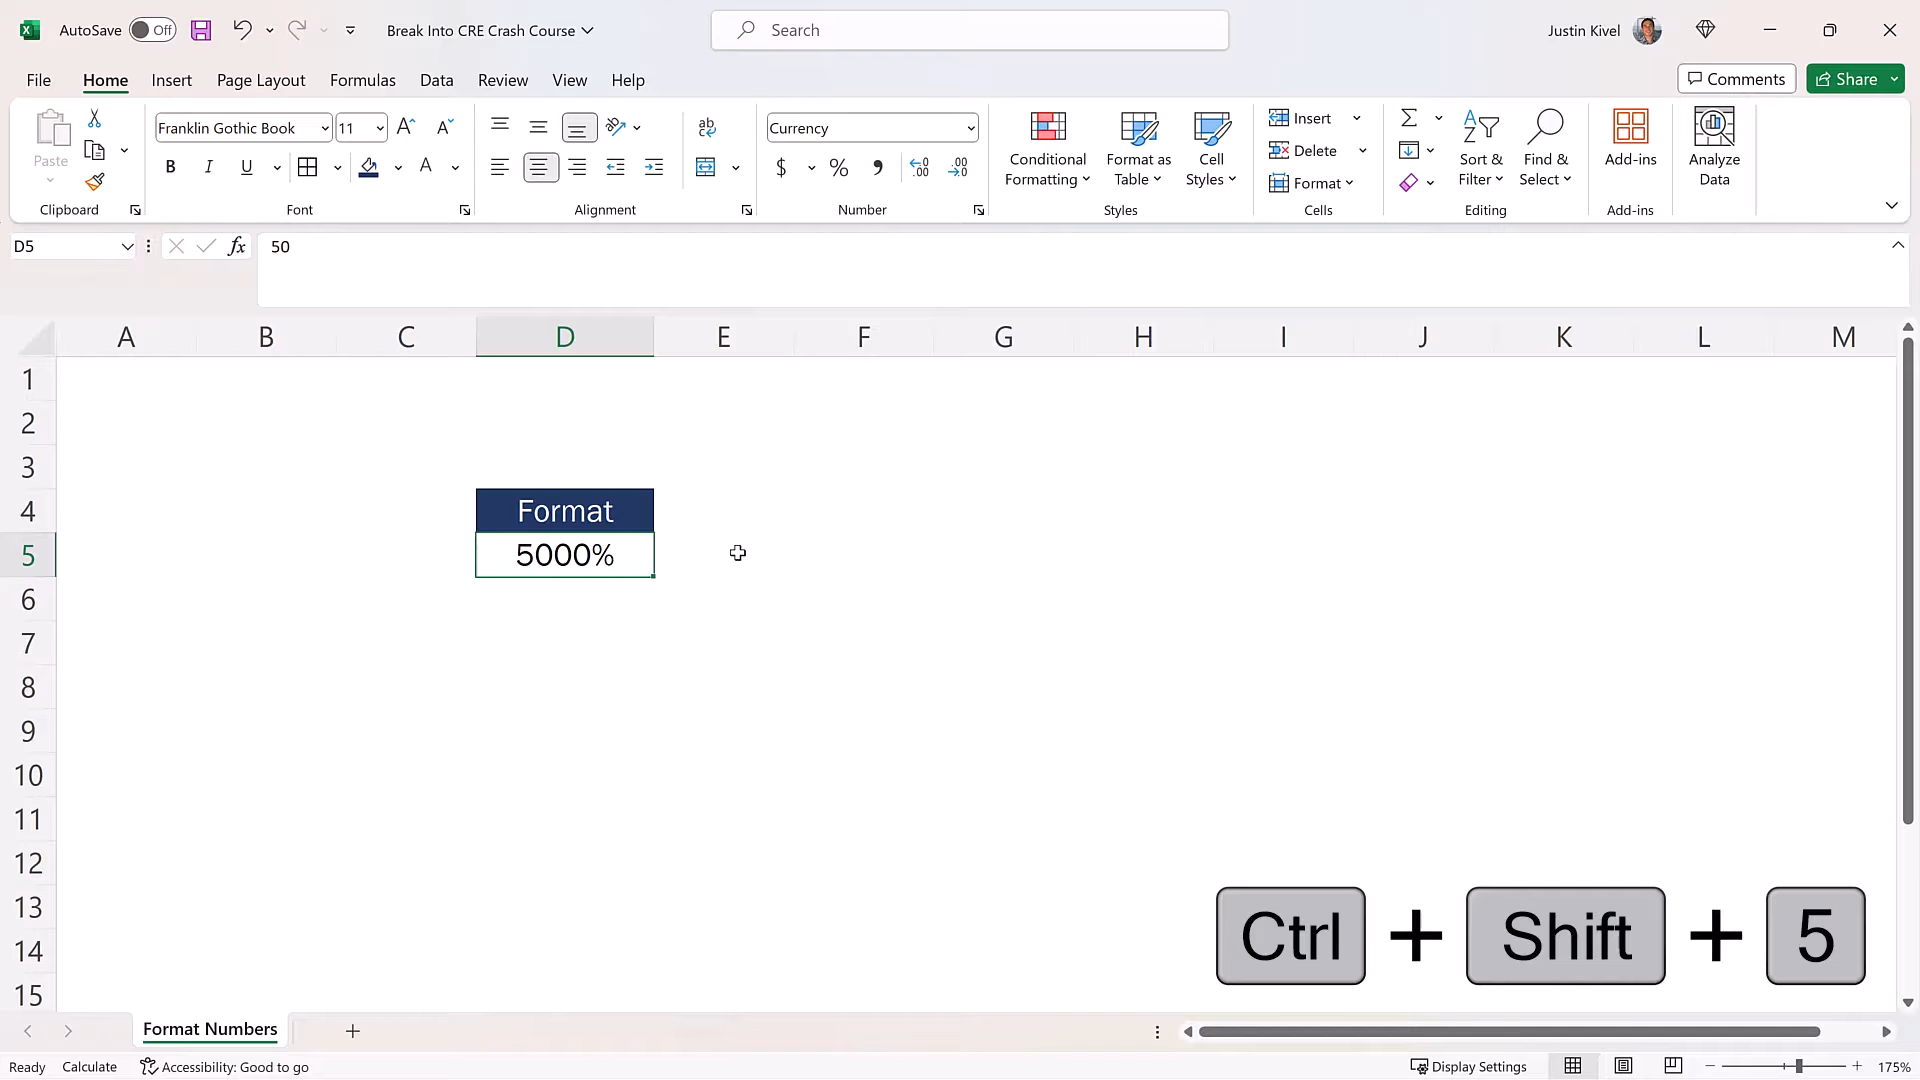 AutoSave Off Break Into CRE Crash Course Search Justin Kivel
File Home Insert Page Layout Formulas Data Review View Help Comments Share
Paste
Clipboard
Franklin Gothic Book 11
B I U A
Font
ab
Alignment
Currency
$ % , .00 .00
Number
Conditional Formatting
Format as Table
Cell Styles
Styles
Insert
Delete
Format
Cells
Σ
Sort & Filter
Find & Select
Editing
Add-ins
Add-ins
Analyze Data
D5 fx 50
A B C D E F G H I J K L M
1
2
3
4 Format
5 5000%
6
7
8
9
10
11
12
13
14
15
Ctrl + Shift + 5
Format Numbers
Ready Calculate Accessibility: Good to go Display Settings 175%